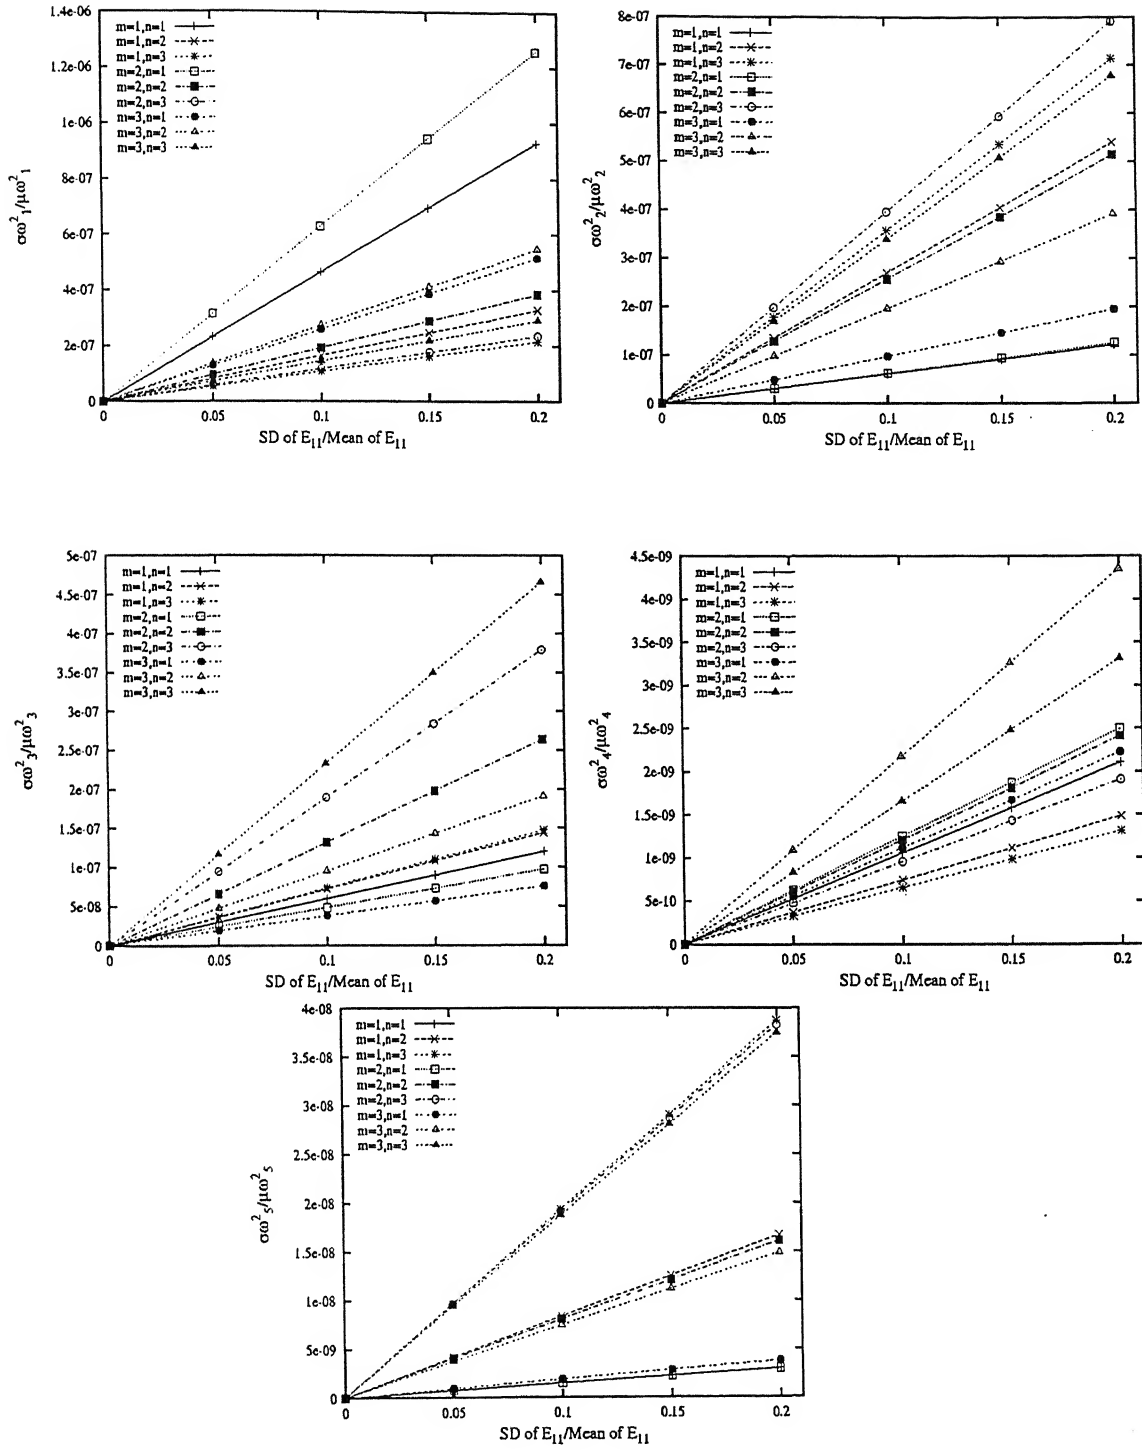 1.4e-06
1.2e-06
1e-06
8e-07
6e-07
4e-07
2e-07
0
m=1,n=1
m=1,n=2
m=1,n=3
m=2,n=1
m=2,n=2
m=2,n=3
m=3,n=1
m=3,n=2
m=3,n=3
σω²₁/μω²₁
0 0.05 0.1 0.15 0.2
SD of E₁₁/Mean of E₁₁
8e-07
7e-07
6e-07
5e-07
4e-07
3e-07
2e-07
1e-07
0
m=1,n=1
m=1,n=2
m=1,n=3
m=2,n=1
m=2,n=2
m=2,n=3
m=3,n=1
m=3,n=2
m=3,n=3
σω²₂/μω²₂
0 0.05 0.1 0.15 0.2
SD of E₁₁/Mean of E₁₁
5e-07
4.5e-07
4e-07
3.5e-07
3e-07
2.5e-07
2e-07
1.5e-07
1e-07
5e-08
0
m=1,n=1
m=1,n=2
m=1,n=3
m=2,n=1
m=2,n=2
m=2,n=3
m=3,n=1
m=3,n=2
m=3,n=3
σω²₃/μω²₃
0 0.05 0.1 0.15 0.2
SD of E₁₁/Mean of E₁₁
4.5e-09
4e-09
3.5e-09
3e-09
2.5e-09
2e-09
1.5e-09
1e-09
5e-10
0
m=1,n=1
m=1,n=2
m=1,n=3
m=2,n=1
m=2,n=2
m=2,n=3
m=3,n=1
m=3,n=2
m=3,n=3
σω²₄/μω²₄
0 0.05 0.1 0.15 0.2
SD of E₁₁/Mean of E₁₁
4e-08
3.5e-08
3e-08
2.5e-08
2e-08
1.5e-08
1e-08
5e-09
0
m=1,n=1
m=1,n=2
m=1,n=3
m=2,n=1
m=2,n=2
m=2,n=3
m=3,n=1
m=3,n=2
m=3,n=3
σω²₅/μω²₅
0 0.05 0.1 0.15 0.2
SD of E₁₁/Mean of E₁₁